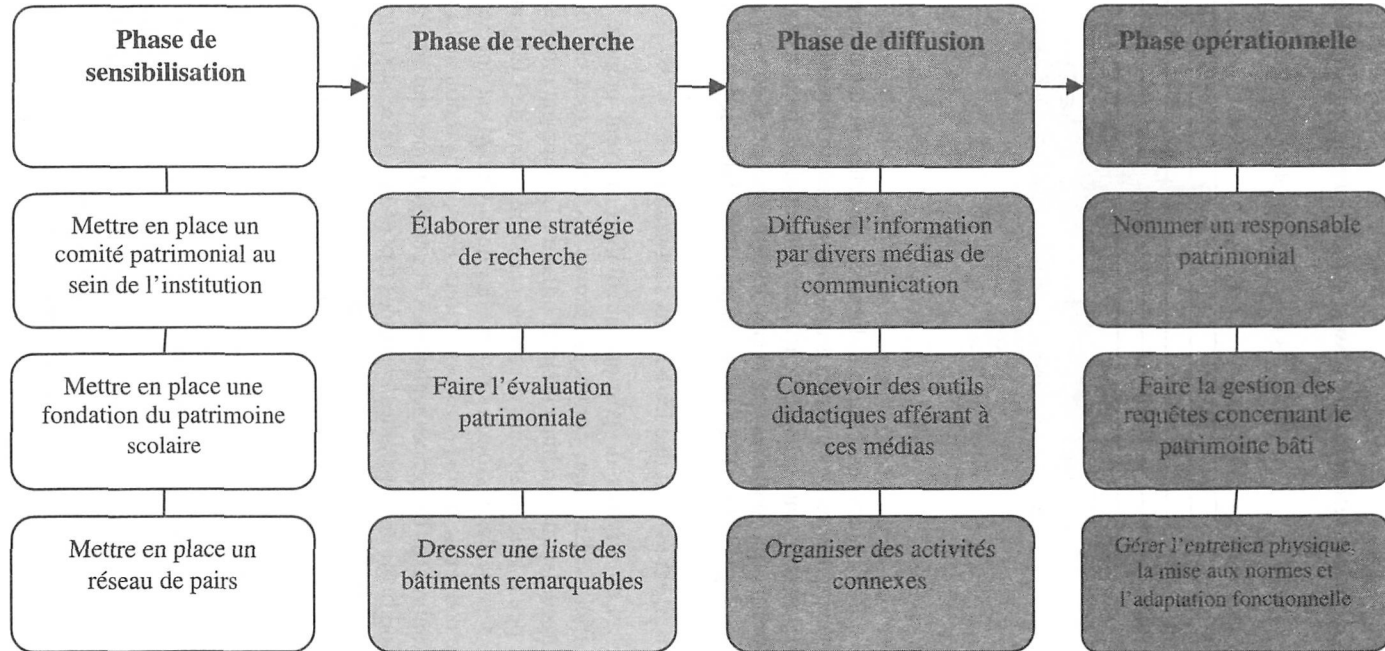 Phase de
sensibilisation
Phase de recherche
Phase de diffusion
Phase opérationnelle
Mettre en place un
comité patrimonial au
sein de l'institution
Élaborer une stratégie
de recherche
Diffuser l'information
par divers médias de
communication
Nommer un responsable
patrimonial
Mettre en place une
fondation du patrimoine
scolaire
Faire l'évaluation
patrimoniale
Concevoir des outils
didactiques afférant à
ces médias
Faire la gestion des
requêtes concernant le
patrimoine bâti
Mettre en place un
réseau de pairs
Dresser une liste des
bâtiments remarquables
Organiser des activités
connexes
Gérer l'entretien physique,
la mise aux normes et
l'adaptation fonctionnelle